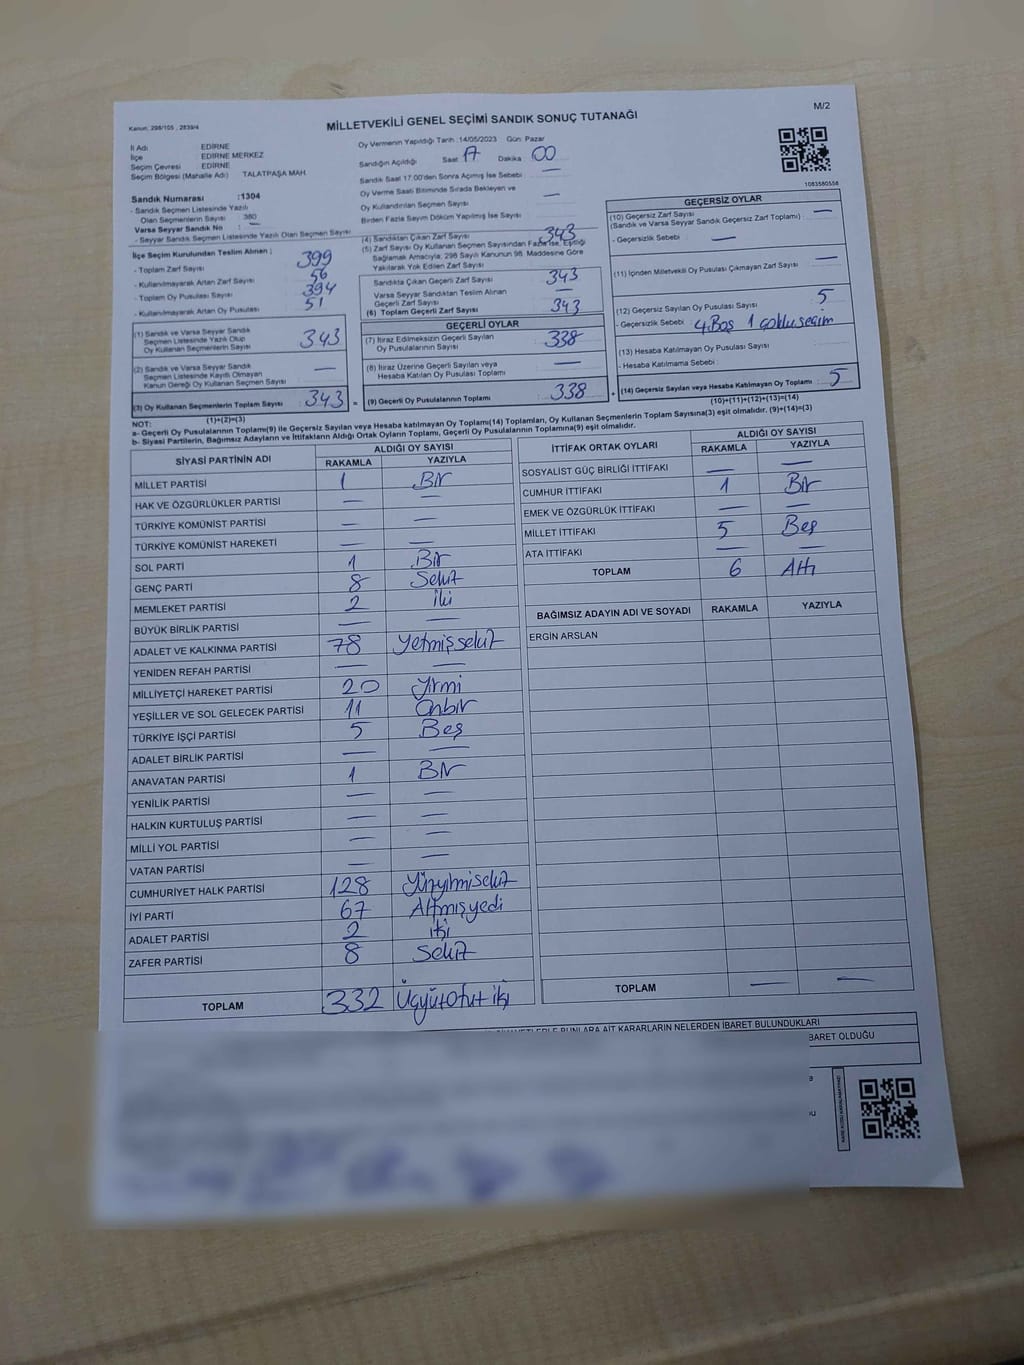 M/2
Kanun: 298/105 , 2839/4
MİLLETVEKİLİ GENEL SEÇİMİ SANDIK SONUÇ TUTANAĞI
İl Adı EDİRNE
İlçe EDİRNE MERKEZ
Seçim Çevresi EDİRNE
Seçim Bölgesi (Mahalle Adı) TALATPAŞA MAH.
Sandık Numarası :1304
- Sandık Seçmen Listesinde Yazılı
Olan Seçmenlerin Sayısı 380
Varsa Seyyar Sandık No : —
- Seyyar Sandık Seçmen Listesinde Yazılı Olan Seçmen Sayısı
Oy Vermenin Yapıldığı Tarih :14/05/2023 Gün: Pazar
Sandığın Açıldığı Saat 17 Dakika 00
Sandık Saat 17:00'den Sonra Açılmış İse Sebebi : —
Oy Verme Saati Bitiminde Sırada Bekleyen ve
Oy Kullandırılan Seçmen Sayısı —
Birden Fazla Sayım Döküm Yapılmış İse Sayısı
1083580558
İlçe Seçim Kurulundan Teslim Alınan ;
- Toplam Zarf Sayısı : 399
- Kullanılmayarak Artan Zarf Sayısı : 56
- Toplam Oy Pusulası Sayısı : 394
- Kullanılmayarak Artan Oy Pusulası : 51
(1) Sandık ve Varsa Seyyar Sandık
Seçmen Listesinde Yazılı Olup
Oy Kullanan Seçmenlerin Sayısı : 343
(2) Sandık ve Varsa Seyyar Sandık
Seçmen Listesinde Kayıtlı Olmayan
Kanun Gereği Oy Kullanan Seçmen Sayısı : —
(3) Oy Kullanan Seçmenlerin Toplam Sayısı : 343 =
(1)+(2)=(3)
(4) Sandıktan Çıkan Zarf Sayısı : 343
(5) Zarf Sayısı Oy Kullanan Seçmen Sayısından Fazla ise, Eşitliği
Sağlamak Amacıyla, 298 Sayılı Kanunun 98. Maddesine Göre
Yakılarak Yok Edilen Zarf Sayısı
Sandıkta Çıkan Geçerli Zarf Sayısı : 343
Varsa Seyyar Sandıktan Teslim Alınan
Geçerli Zarf Sayısı —
(6) Toplam Geçerli Zarf Sayısı : 343
GEÇERLİ OYLAR
(7) İtiraz Edilmeksizin Geçerli Sayılan
Oy Pusulalarının Sayısı : 338
(8) İtiraz Üzerine Geçerli Sayılan veya
Hesaba Katılan Oy Pusulası Toplamı : —
(9) Geçerli Oy Pusulalarının Toplamı : 338 +
GEÇERSİZ OYLAR
(10) Geçersiz Zarf Sayısı : —
(Sandık ve Varsa Seyyar Sandık Geçersiz Zarf Toplamı)
- Geçersizlik Sebebi : —
(11) İçinden Milletvekili Oy Pusulası Çıkmayan Zarf Sayısı : —
(12) Geçersiz Sayılan Oy Pusulası Sayısı : 5
- Geçersizlik Sebebi : 4 Boş 1 çoklu seçim
(13) Hesaba Katılmayan Oy Pusulası Sayısı
- Hesaba Katılmama Sebebi :
(14) Geçersiz Sayılan veya Hesaba Katılmayan Oy Toplamı : 5
(10)+(11)+(12)+(13)=(14)
NOT:
a- Geçerli Oy Pusulalarının Toplamı(9) ile Geçersiz Sayılan veya Hesaba katılmayan Oy Toplamı(14) Toplamları, Oy Kullanan Seçmenlerin Toplam Sayısına(3) eşit olmalıdır. (9)+(14)=(3)
b- Siyasi Partilerin, Bağımsız Adayların ve İttifakların Aldığı Ortak Oyların Toplamı, Geçerli Oy Pusulalarının Toplamına(9) eşit olmalıdır.
SİYASİ PARTİNİN ADI ALDIĞI OY SAYISI
RAKAMLA YAZIYLA
MİLLET PARTİSİ 1 Bir
HAK VE ÖZGÜRLÜKLER PARTİSİ — —
TÜRKİYE KOMÜNİST PARTİSİ — —
TÜRKİYE KOMÜNİST HAREKETİ — —
SOL PARTİ 1 Bir
GENÇ PARTİ 8 Sekiz
MEMLEKET PARTİSİ 2 iki
BÜYÜK BİRLİK PARTİSİ — —
ADALET VE KALKINMA PARTİSİ 78 Yetmişsekiz
YENİDEN REFAH PARTİSİ — —
MİLLİYETÇİ HAREKET PARTİSİ 20 Yirmi
YEŞİLLER VE SOL GELECEK PARTİSİ 11 Onbir
TÜRKİYE İŞÇİ PARTİSİ 5 Beş
ADALET BİRLİK PARTİSİ — —
ANAVATAN PARTİSİ 1 Bir
YENİLİK PARTİSİ — —
HALKIN KURTULUŞ PARTİSİ — —
MİLLİ YOL PARTİSİ — —
VATAN PARTİSİ — —
CUMHURİYET HALK PARTİSİ 128 Yüzyirmisekiz
İYİ PARTİ 67 Altmışyedi
ADALET PARTİSİ 2 iki
ZAFER PARTİSİ 8 Sekiz
TOPLAM 332 Üçyüzotuz iki
İTTİFAK ORTAK OYLARI ALDIĞI OY SAYISI
RAKAMLA YAZIYLA
SOSYALİST GÜÇ BİRLİĞİ İTTİFAKI — —
CUMHUR İTTİFAKI 1 Bir
EMEK VE ÖZGÜRLÜK İTTİFAKI — —
MİLLET İTTİFAKI 5 Beş
ATA İTTİFAKI — —
TOPLAM 6 Altı
BAĞIMSIZ ADAYIN ADI VE SOYADI RAKAMLA YAZIYLA
ERGİN ARSLAN
TOPLAM — —
BUNLARA AİT KARARLARIN NELERDEN İBARET BULUNDUKLARI
İBARET OLDUĞU